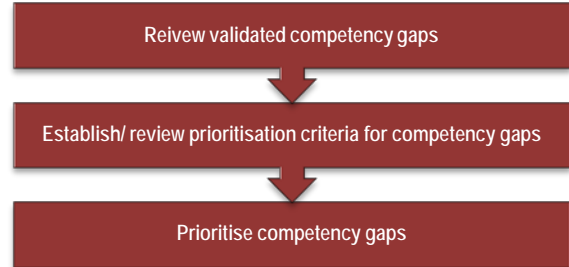 Reivew validated competency gaps
Establish/ review prioritisation criteria for competency gaps
Prioritise competency gaps